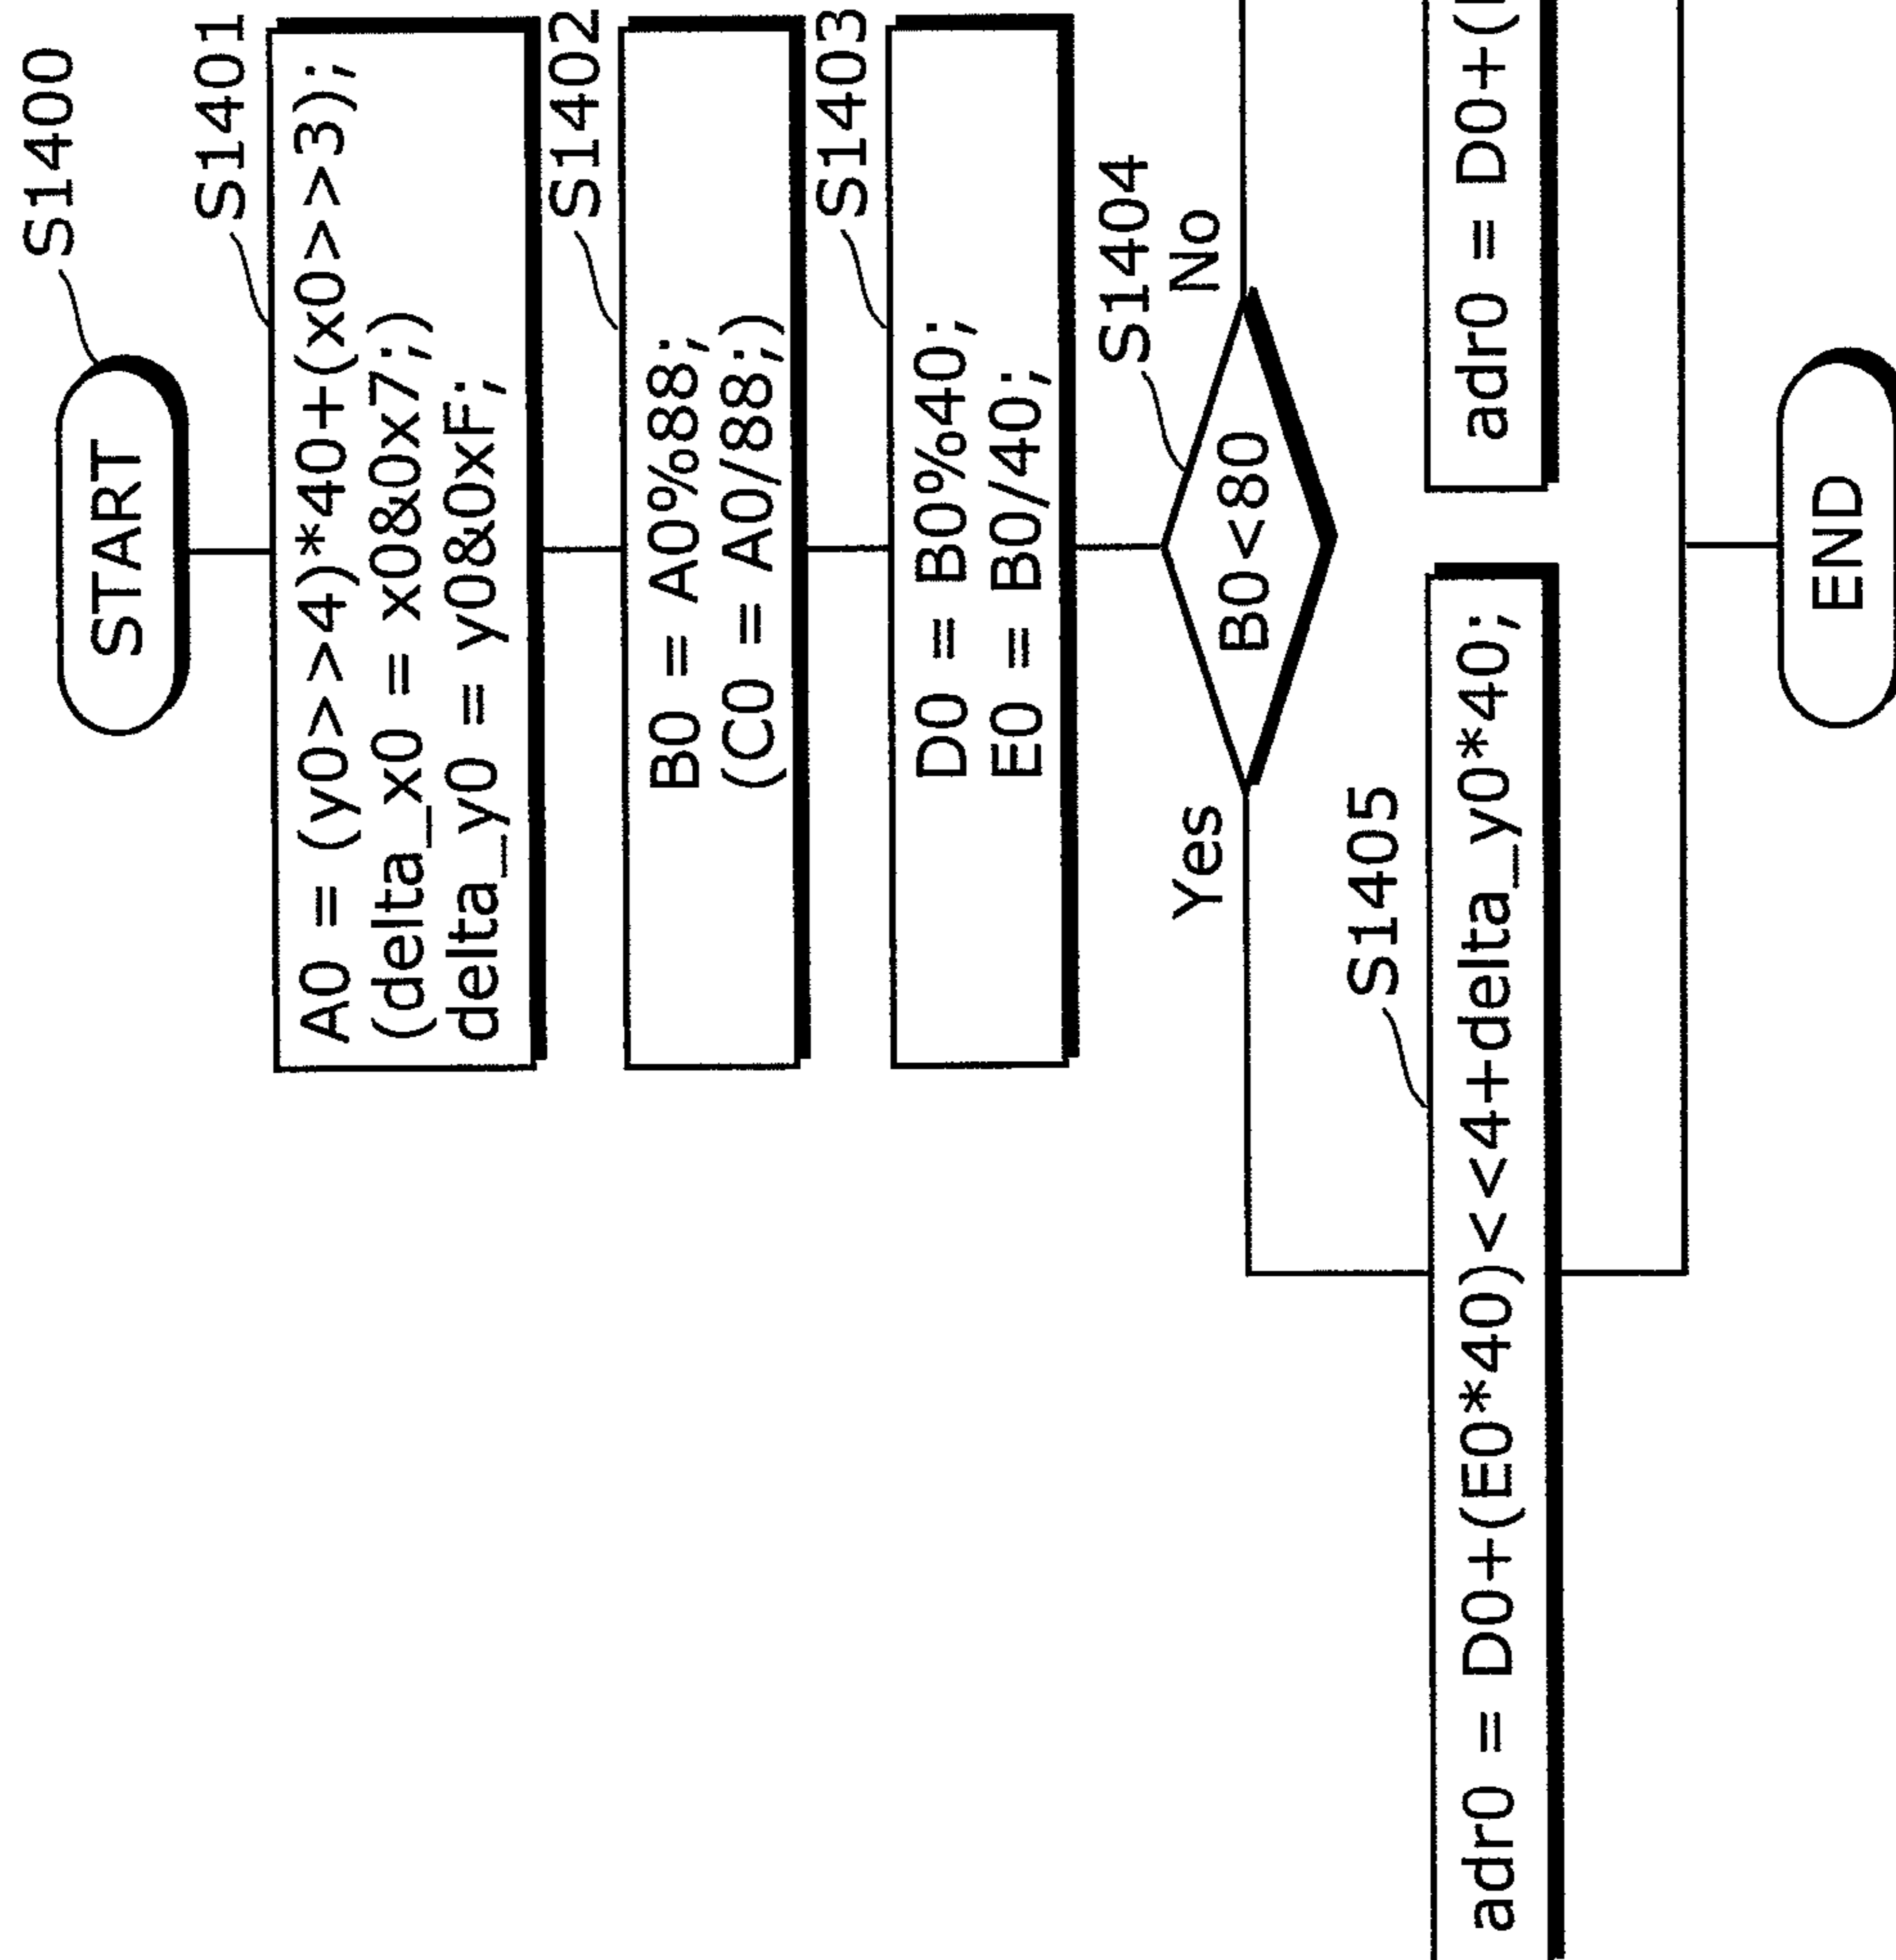 S1400
START
S1401
A0 = (y0>>4)*40+(x0>>3);
(delta_x0 = x0&0x7;)
delta_y0 = y0&0xF;
S1402
B0 = A0%88;
(C0 = A0/88;)
S1403
D0 = B0%40;
E0 = B0/40;
S1404
B0<80
Yes
No
S1405
adr0 = D0+(E0*40)<<4+delta_y0*40;
adr0 = D0+(
END